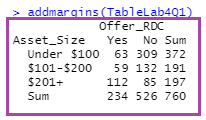 > addmargins(TableLab4Q1)
Offer_RDC
Asset_Size Yes No Sum
Under $100 63 309 372
$101-$200 59 132 191
$201+ 112 85 197
Sum 234 526 760